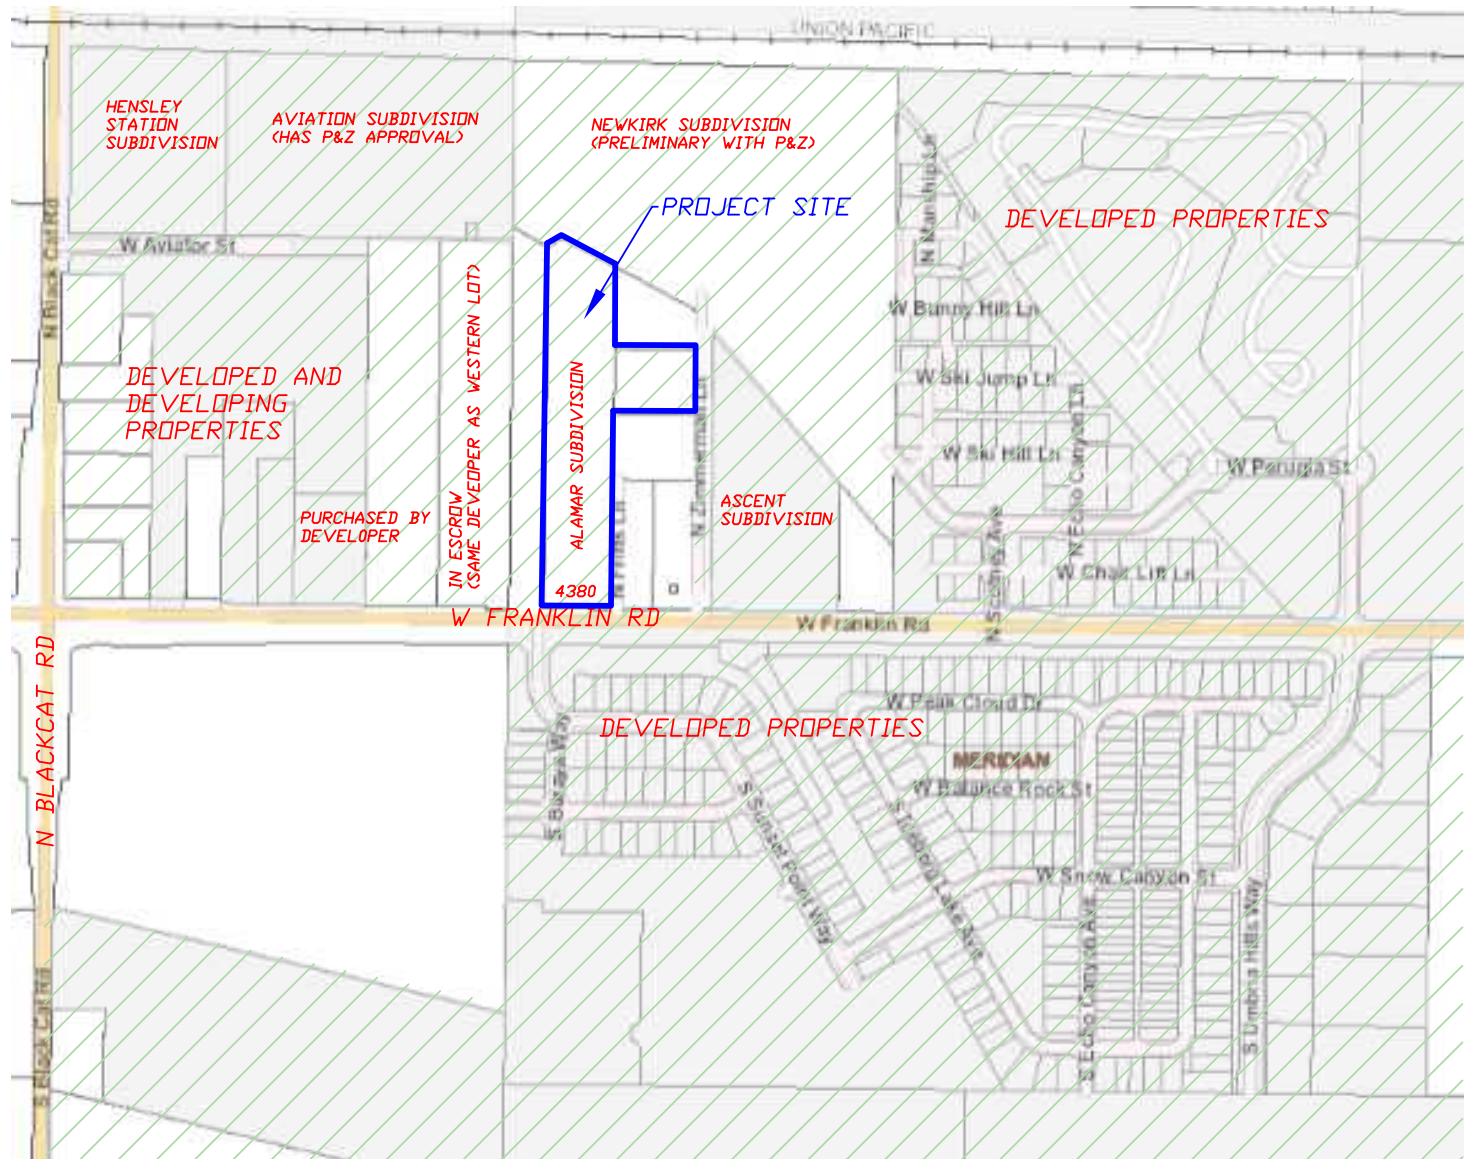 UNION PACIFIC
HENSLEY
STATION
SUBDIVISION
AVIATION SUBDIVISION
(HAS P&Z APPROVAL)
NEWKIRK SUBDIVISION
(PRELIMINARY WITH P&Z)
PROJECT SITE
DEVELOPED PROPERTIES
N Black Cat Rd
W Aviator St
N Manship Ln
W Bunny Hill Ln
W Ski Jump Ln
W Ski Hill Ln
N Echo Canyon Ln
W Perugia St
W Chair Lift Ln
DEVELOPED AND
DEVELOPING
PROPERTIES
PURCHASED BY
DEVELOPER
IN ESCROW
(SAME DEVEOPER AS WESTERN LOT)
ALAMAR SUBDIVISION
4380
N Zimmerman Ln
ASCENT
SUBDIVISION
W FRANKLIN RD
W Franklin Rd
N BLACKCAT RD
DEVELOPED PROPERTIES
W Peak Cloud Dr
MERIDIAN
W Balance Rock St
S Sunset Point Way
S Iceberg Lake Ave
W Snow Canyon St
S Echo Canyon Ave
S Umbria Hills Way
S Black Cat Rd